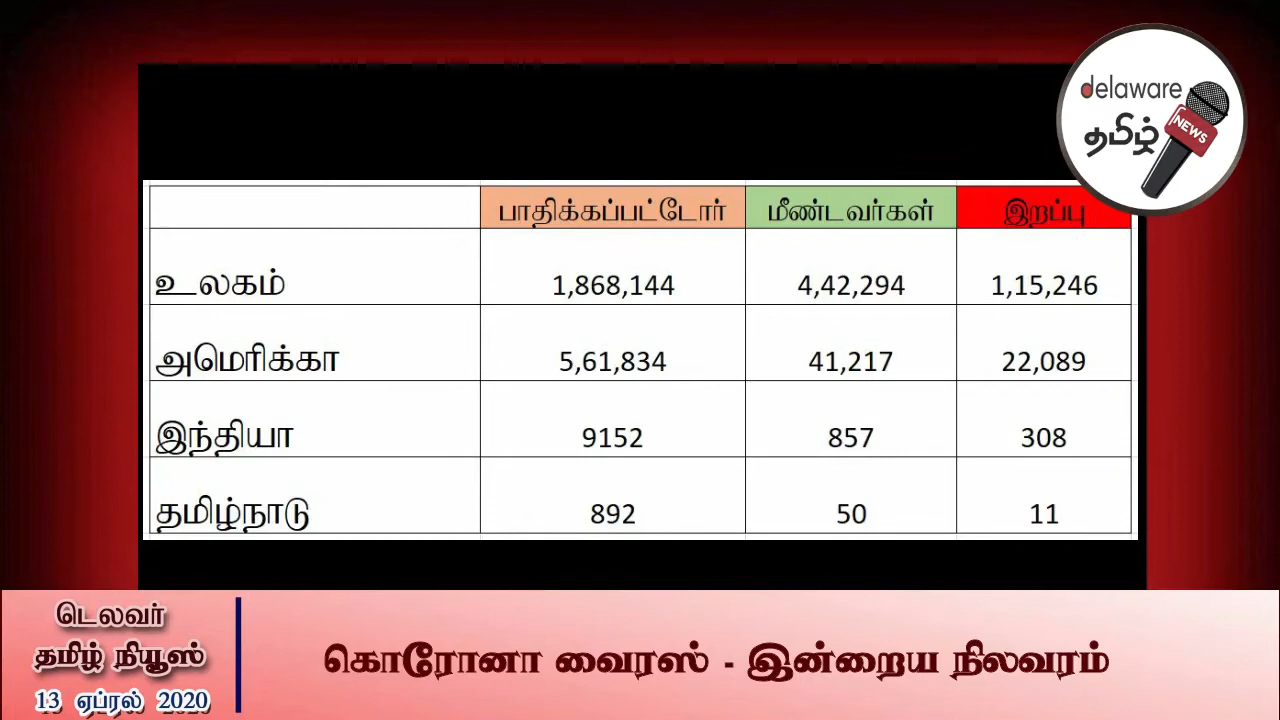 delaware
தமிழ்
NEWS
பாதிக்கப்பட்டோர் மீண்டவர்கள் இறப்பு
உலகம் 1,868,144 4,42,294 1,15,246
அமெரிக்கா 5,61,834 41,217 22,089
இந்தியா 9152 857 308
தமிழ்நாடு 892 50 11
டெலவர்
தமிழ் நியூஸ்
13 ஏப்ரல் 2020
கொரோனா வைரஸ் - இன்றைய நிலவரம்